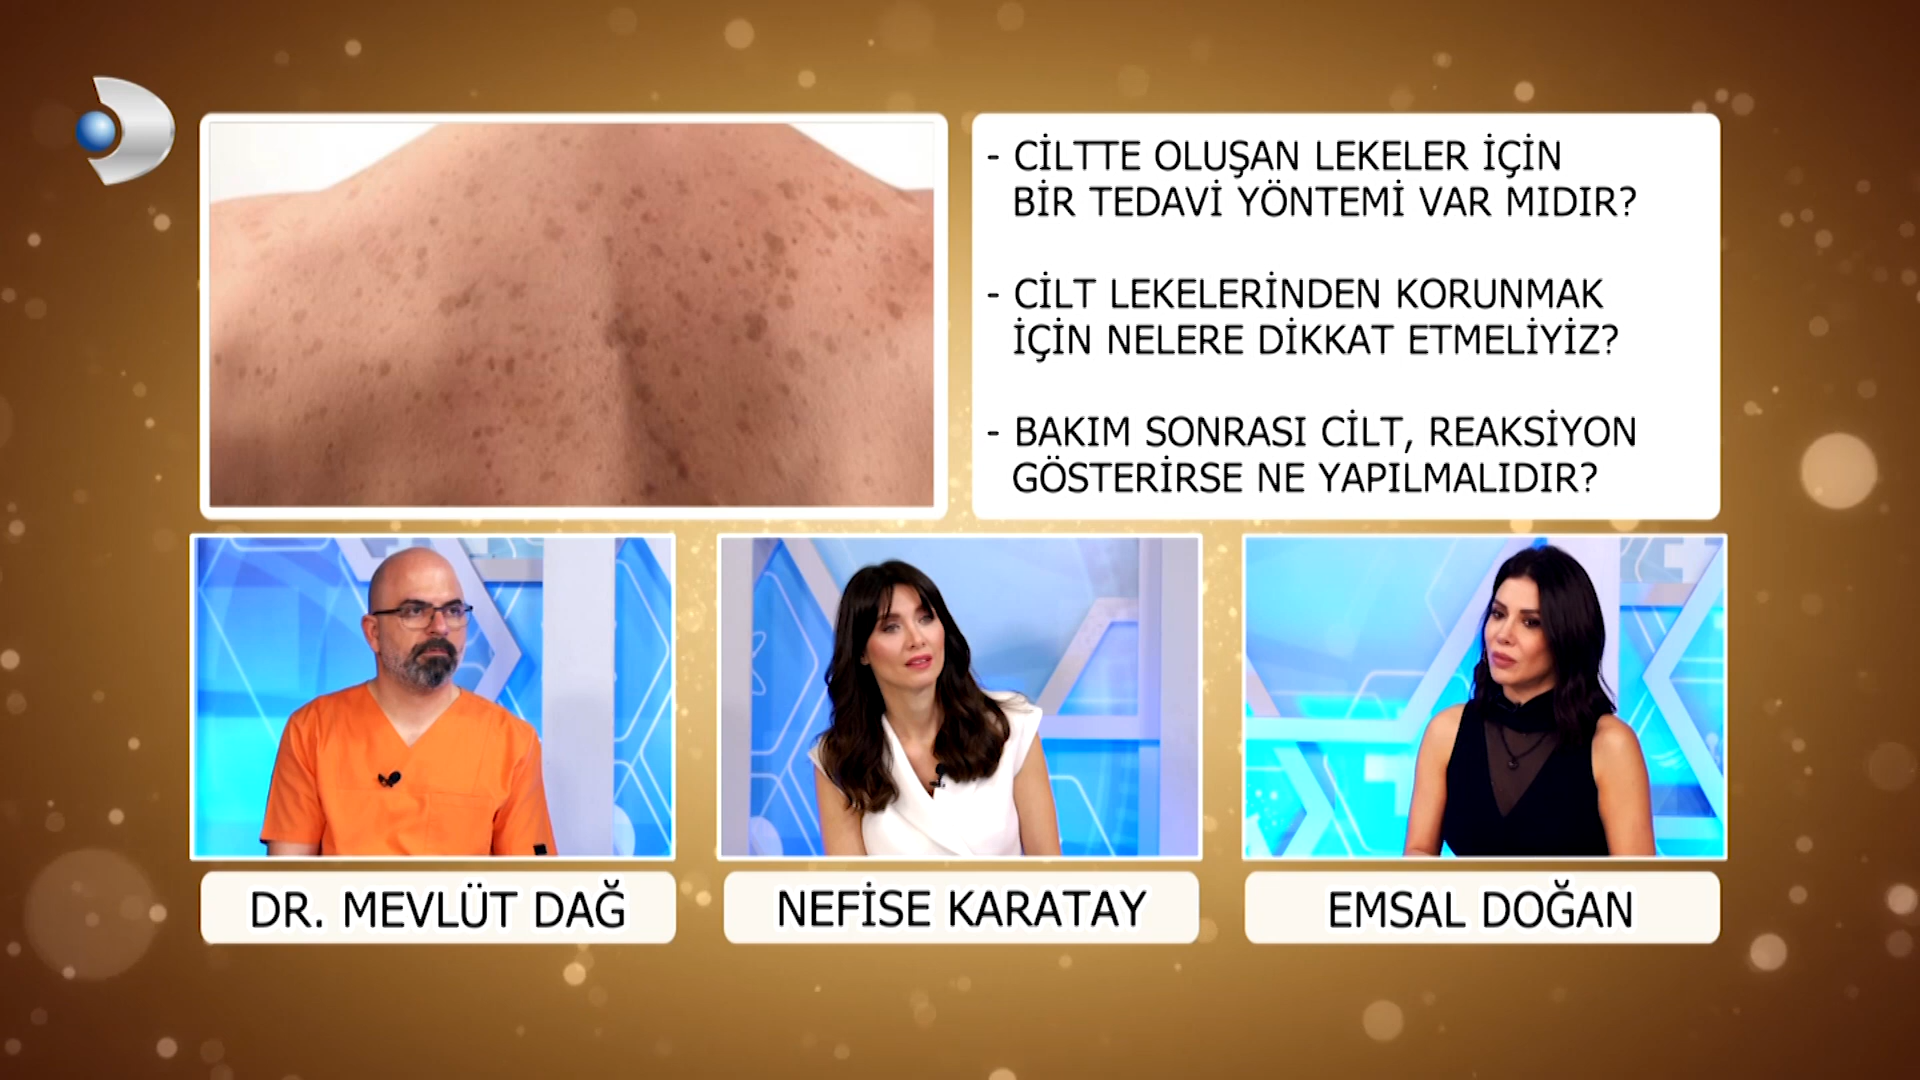 - CİLTTE OLUŞAN LEKELER İÇİN
BİR TEDAVİ YÖNTEMİ VAR MIDIR?
- CİLT LEKELERİNDEN KORUNMAK
İÇİN NELERE DİKKAT ETMELİYİZ?
- BAKIM SONRASI CİLT, REAKSİYON
GÖSTERİRSE NE YAPILMALIDIR?
DR. MEVLÜT DAĞ
NEFİSE KARATAY
EMSAL DOĞAN